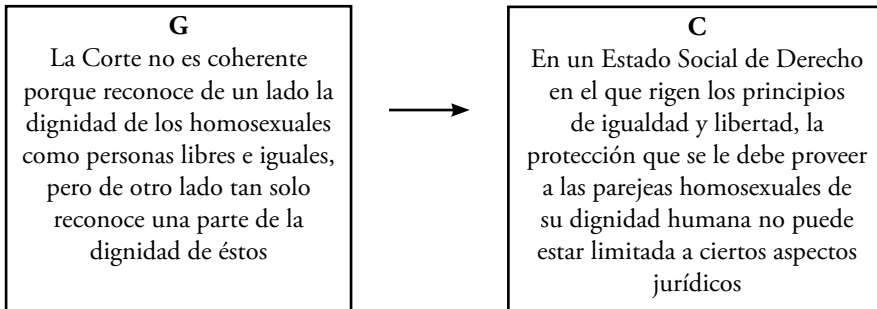 G
La Corte no es coherente
porque reconoce de un lado la
dignidad de los homosexuales
como personas libres e iguales,
pero de otro lado tan solo
reconoce una parte de la
dignidad de éstos
C
En un Estado Social de Derecho
en el que rigen los principios
de igualdad y libertad, la
protección que se le debe proveer
a las parejeas homosexuales de
su dignidad humana no puede
estar limitada a ciertos aspectos
jurídicos